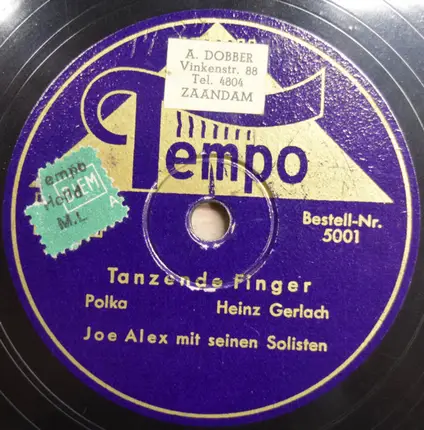 A. DOBBER
Vinkenstr. 88
Tel. 4804
ZAANDAM
Tempo
Bestell-Nr.
5001
Tanzende Finger
Polka Heinz Gerlach
Joe Alex mit seinen Solisten